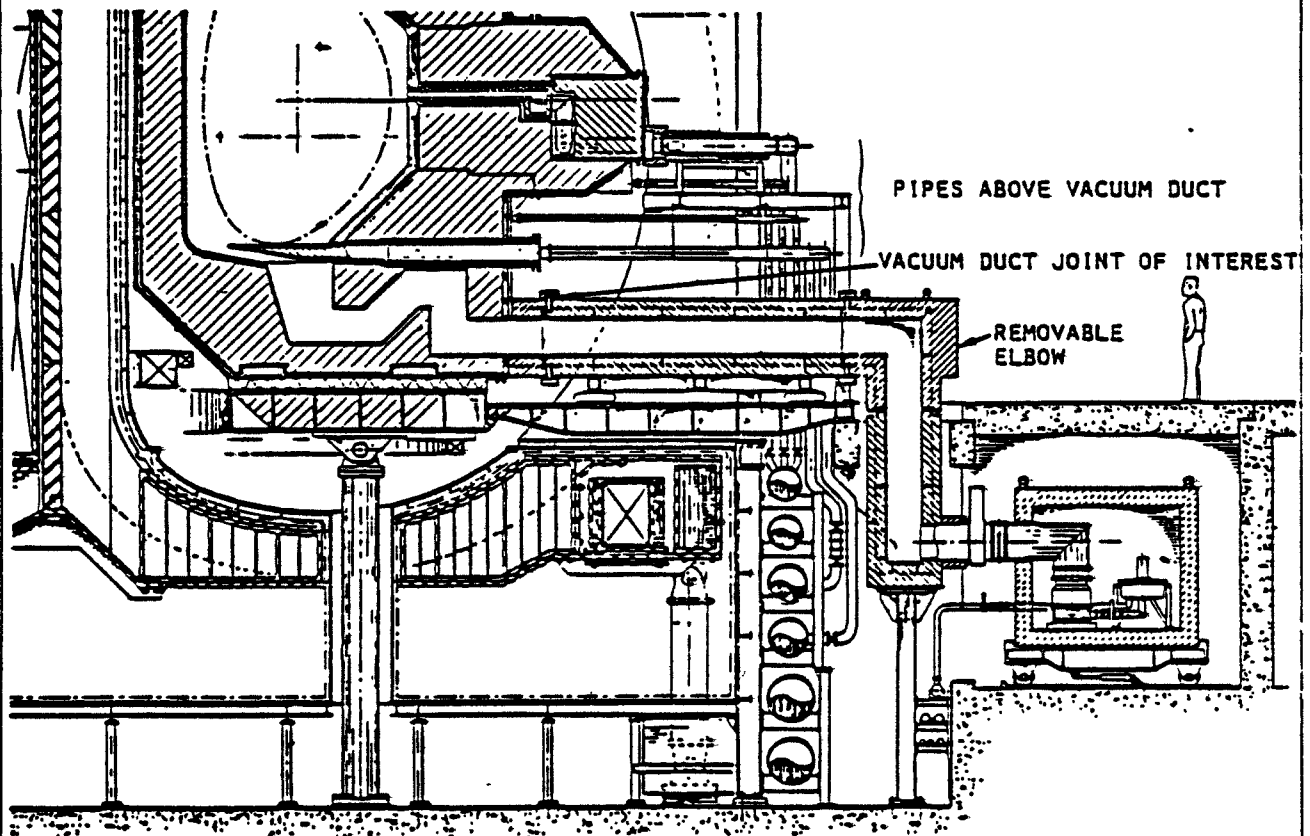 PIPES ABOVE VACUUM DUCT
VACUUM DUCT JOINT OF INTEREST
REMOVABLE
ELBOW